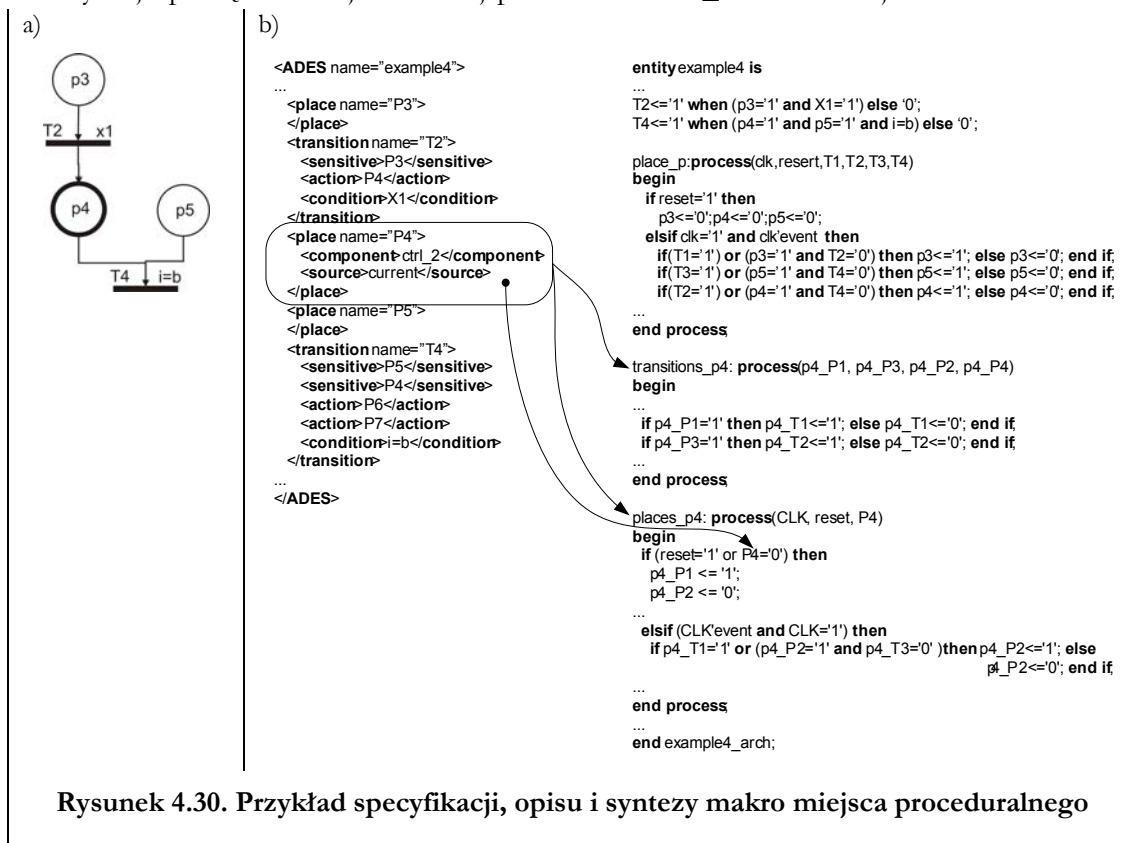 a)
p3
T2 x1
p4
p5
T4 i=b
b)
<ADES name="example4">
...
<place name="P3">
</place>
<transition name="T2">
<sensitive>P3</sensitive>
<action>P4</action>
<condition>X1</condition>
</transition>
<place name="P4">
<component>ctrl_2</component>
<source>current</source>
</place>
<place name="P5">
</place>
<transition name="T4">
<sensitive>P5</sensitive>
<sensitive>P4</sensitive>
<action>P6</action>
<action>P7</action>
<condition>i=b</condition>
</transition>
...
</ADES>
entity example4 is
...
T2<='1' when (p3='1' and X1='1') else '0';
T4<='1' when (p4='1' and p5='1' and i=b) else '0';
place_p:process(clk,resert,T1,T2,T3,T4)
begin
if reset='1' then
p3<='0';p4<='0';p5<='0';
elsif clk='1' and clk'event then
if(T1='1') or (p3='1' and T2='0') then p3<='1'; else p3<='0'; end if;
if(T3='1') or (p5='1' and T4='0') then p5<='1'; else p5<='0'; end if;
if(T2='1') or (p4='1' and T4='0') then p4<='1'; else p4<='0'; end if;
...
end process;
transitions_p4: process(p4_P1, p4_P3, p4_P2, p4_P4)
begin
...
if p4_P1='1' then p4_T1<='1'; else p4_T1<='0'; end if;
if p4_P3='1' then p4_T2<='1'; else p4_T2<='0'; end if;
...
end process;
places_p4: process(CLK, reset, P4)
begin
if (reset='1' or P4='0') then
p4_P1 <= '1';
p4_P2 <= '0';
...
elsif (CLK'event and CLK='1') then
if p4_T1='1' or (p4_P2='1' and p4_T3='0' )then p4_P2<='1'; else
p4_P2<='0'; end if;
...
end process;
...
end example4_arch;
Rysunek 4.30. Przykład specyfikacji, opisu i syntezy makro miejsca proceduralnego